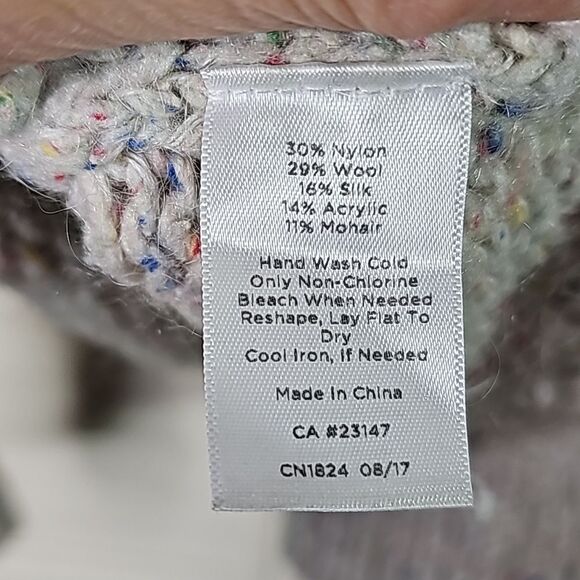 30% Nylon
29% Wool
16% Silk
14% Acrylic
11% Mohair
Hand Wash Cold
Only Non-Chlorine
Bleach When Needed
Reshape, Lay Flat To
Dry
Cool Iron, If Needed
Made In China
CA #23147
CN1824 08/17